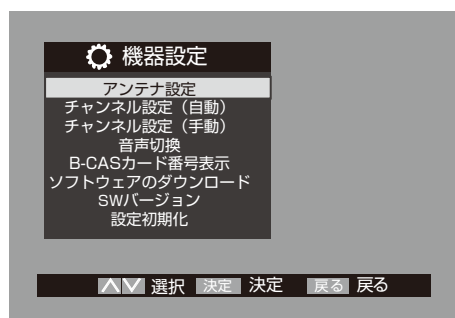 機器設定
アンテナ設定
チャンネル設定（自動）
チャンネル設定（手動）
音声切換
B-CASカード番号表示
ソフトウェアのダウンロード
SWバージョン
設定初期化
選択 決定 決定 戻る 戻る